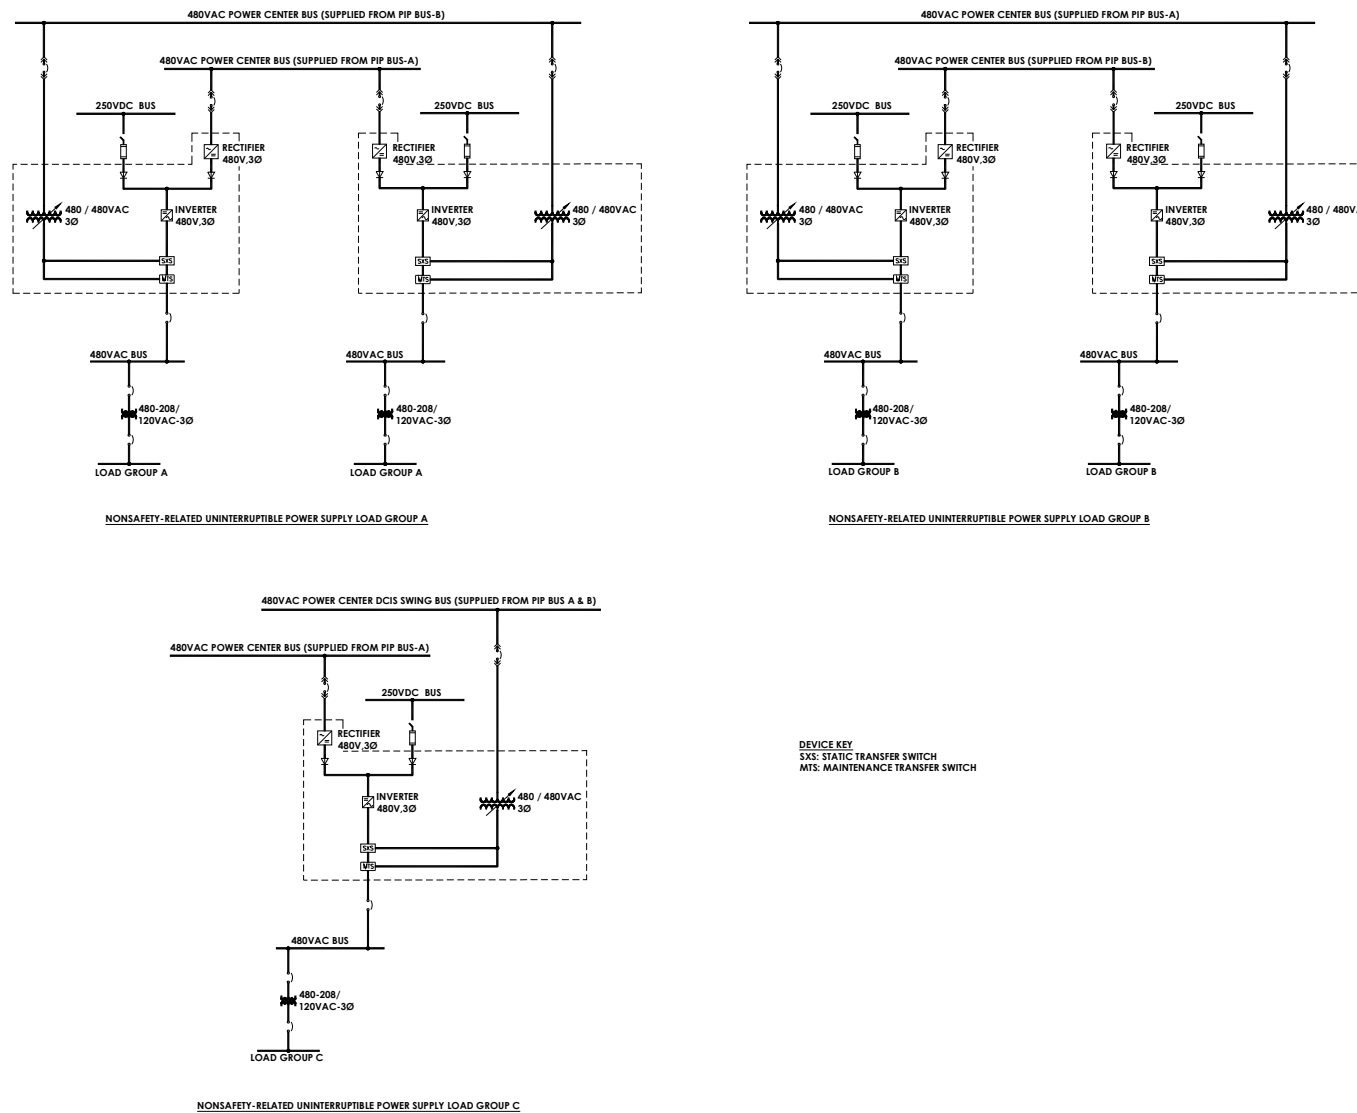 480VAC POWER CENTER BUS (SUPPLIED FROM PIP BUS-B)
480VAC POWER CENTER BUS (SUPPLIED FROM PIP BUS-A)
250VDC BUS
250VDC BUS
RECTIFIER
480V,3Ø
RECTIFIER
480V,3Ø
480 / 480VAC
3Ø
INVERTER
480V,3Ø
INVERTER
480V,3Ø
480 / 480VAC
3Ø
SXS
MTS
SXS
MTS
480VAC BUS
480VAC BUS
480-208/
120VAC-3Ø
480-208/
120VAC-3Ø
LOAD GROUP A
LOAD GROUP A
NONSAFETY-RELATED UNINTERRUPTIBLE POWER SUPPLY LOAD GROUP A
480VAC POWER CENTER BUS (SUPPLIED FROM PIP BUS-A)
480VAC POWER CENTER BUS (SUPPLIED FROM PIP BUS-B)
250VDC BUS
250VDC BUS
RECTIFIER
480V,3Ø
RECTIFIER
480V,3Ø
480 / 480VAC
3Ø
INVERTER
480V,3Ø
INVERTER
480V,3Ø
480 / 480VA
3Ø
SXS
MTS
SXS
MTS
480VAC BUS
480VAC BUS
480-208/
120VAC-3Ø
480-208/
120VAC-3Ø
LOAD GROUP B
LOAD GROUP B
NONSAFETY-RELATED UNINTERRUPTIBLE POWER SUPPLY LOAD GROUP B
480VAC POWER CENTER DCIS SWING BUS (SUPPLIED FROM PIP BUS A & B)
480VAC POWER CENTER BUS (SUPPLIED FROM PIP BUS-A)
250VDC BUS
RECTIFIER
480V,3Ø
INVERTER
480V,3Ø
480 / 480VAC
3Ø
SXS
MTS
480VAC BUS
480-208/
120VAC-3Ø
LOAD GROUP C
NONSAFETY-RELATED UNINTERRUPTIBLE POWER SUPPLY LOAD GROUP C
DEVICE KEY
SXS: STATIC TRANSFER SWITCH
MTS: MAINTENANCE TRANSFER SWITCH